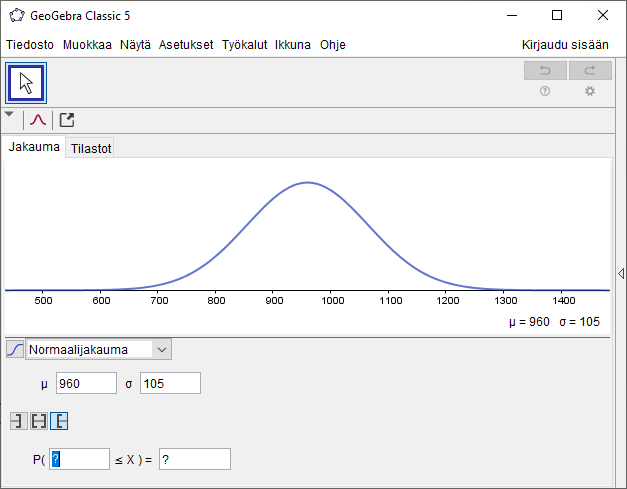 GeoGebra Classic 5
Tiedosto Muokkaa Näytä Asetukset Työkalut Ikkuna Ohje Kirjaudu sisään
Jakauma Tilastot
500 600 700 800 900 1000 1100 1200 1300 1400
μ = 960 σ = 105
Normaalijakauma
μ 960 σ 105
P( ? ≤ X ) = ?